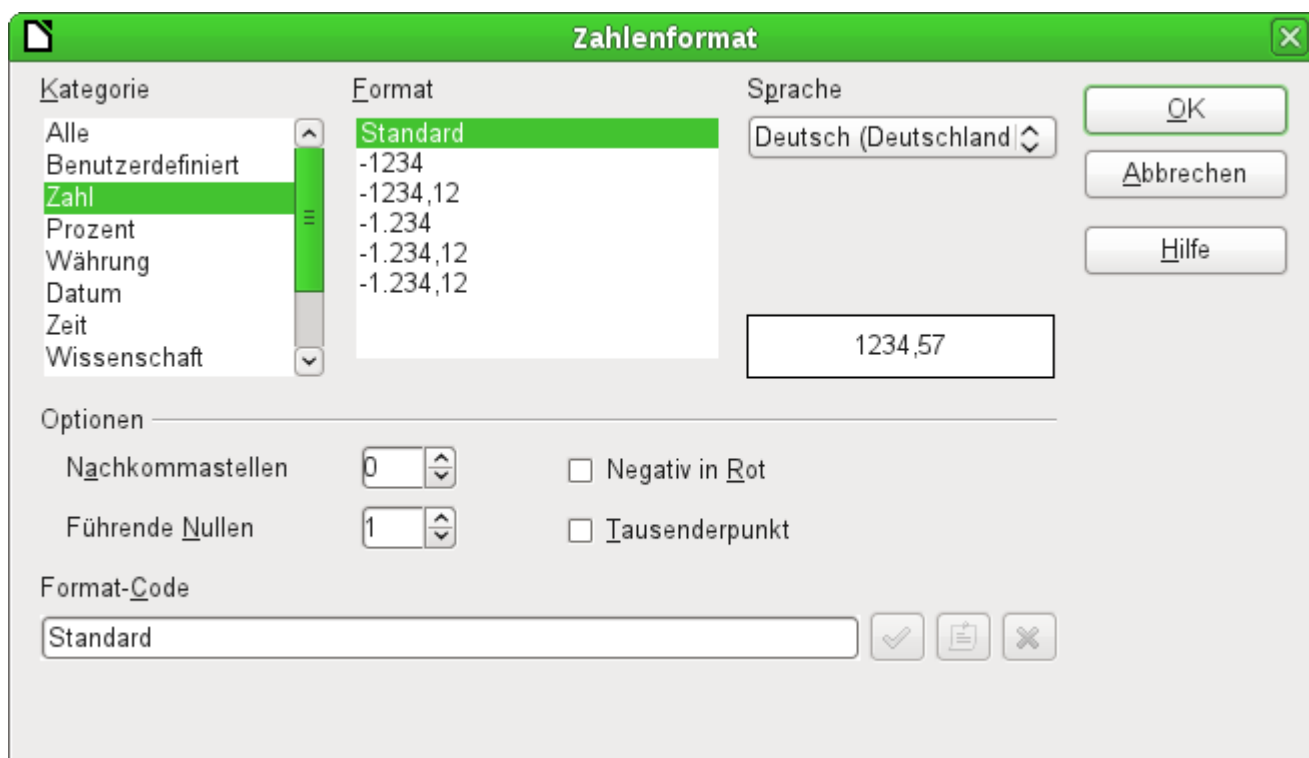 Zahlenformat
Kategorie
Alle
Benutzerdefiniert
Zahl
Prozent
Währung
Datum
Zeit
Wissenschaft
Format
Standard
-1234
-1234,12
-1.234
-1.234,12
-1.234,12
Sprache
Deutsch (Deutschland
1234,57
OK
Abbrechen
Hilfe
Optionen
Nachkommastellen 0
Negativ in Rot
Führende Nullen 1
Tausenderpunkt
Format-Code
Standard